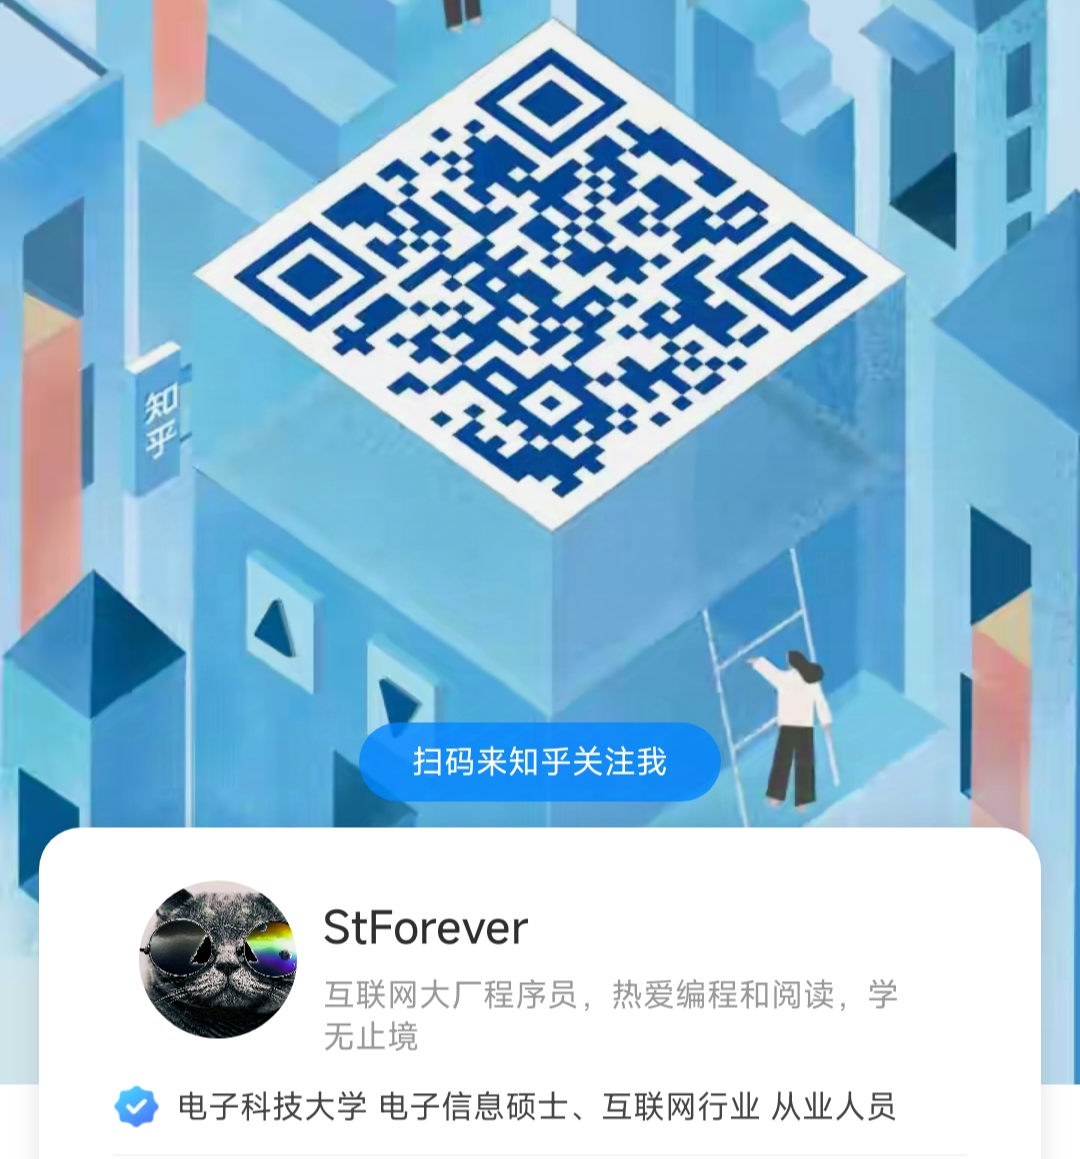 知乎
扫码来知乎关注我
StForever
互联网大厂程序员，热爱编程和阅读，学
无止境
电子科技大学 电子信息硕士、互联网行业 从业人员